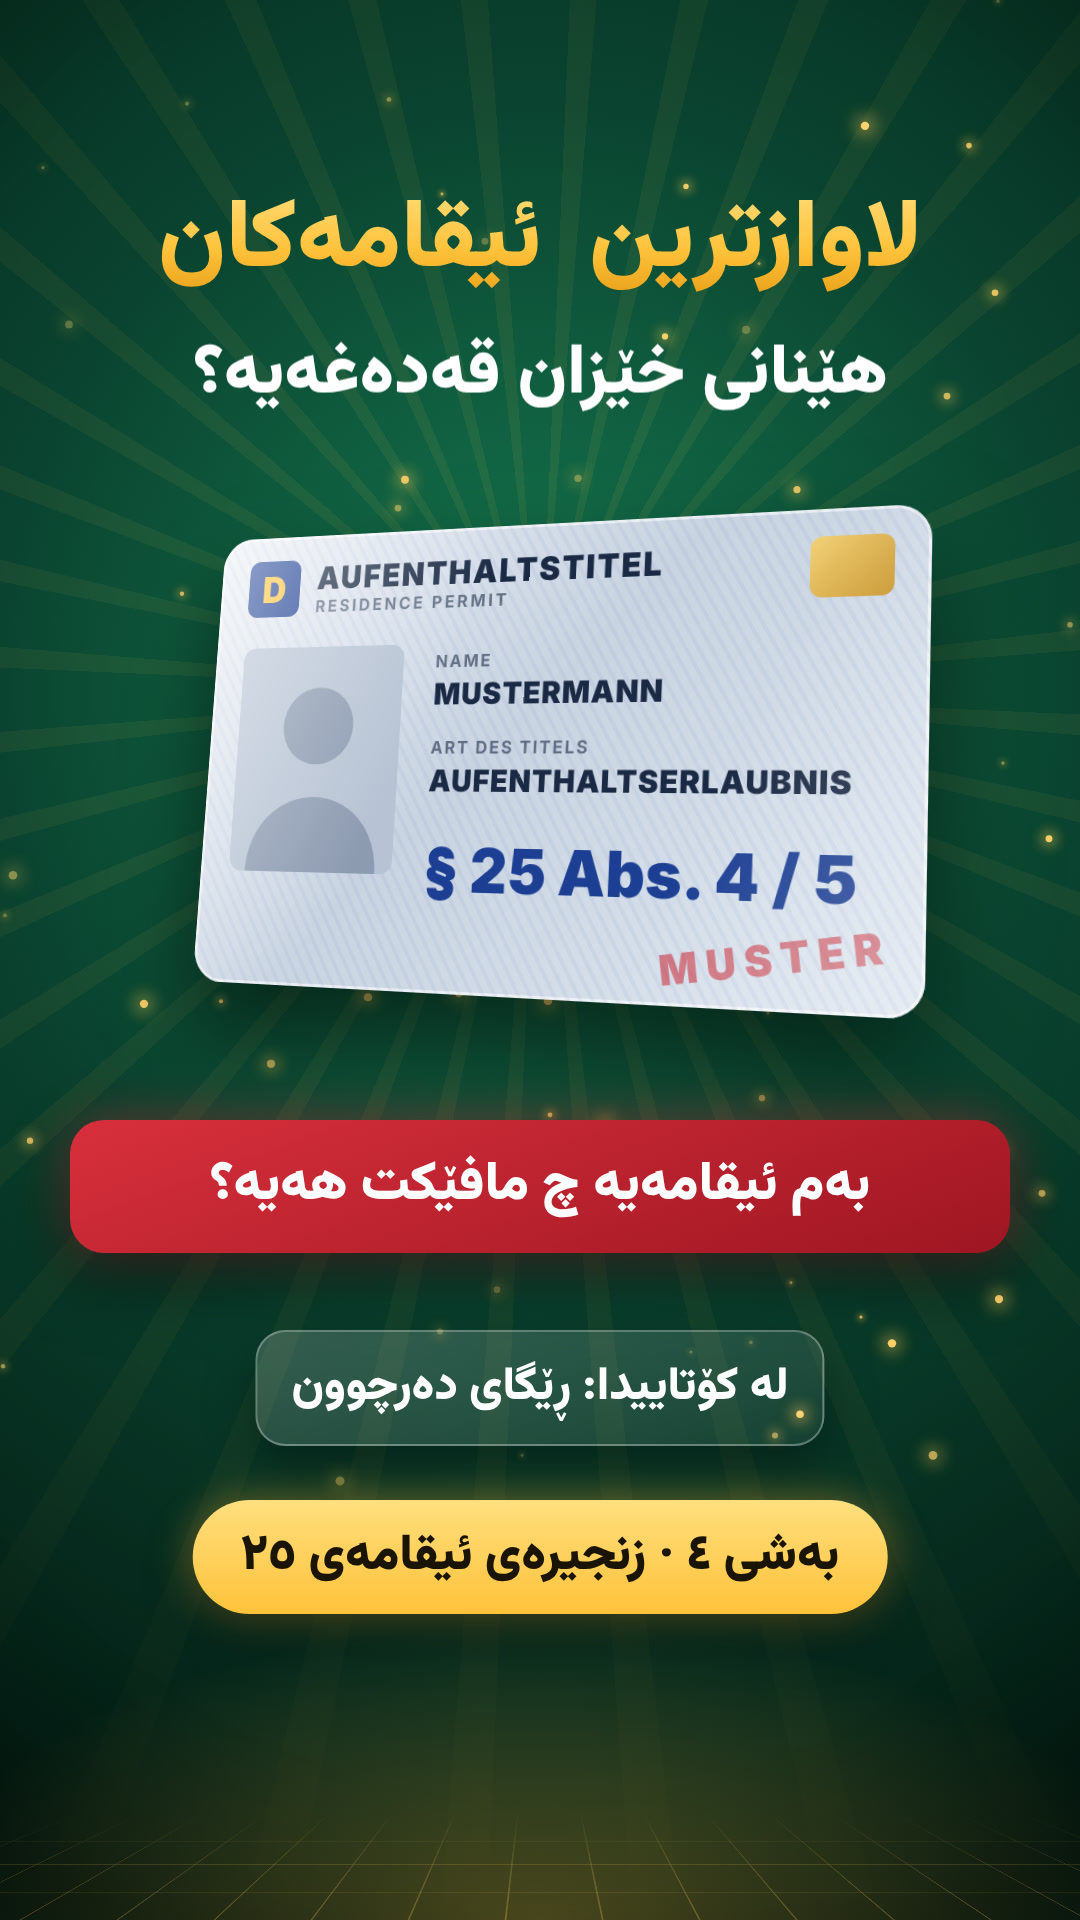 لاوازترین ئیقامەکان
هێنانی خێزان قەدەغەیە؟
D
AUFENTHALTSTITEL
RESIDENCE PERMIT
NAME
MUSTERMANN
ART DES TITELS
AUFENTHALTSERLAUBNIS
§ 25 Abs. 4 / 5
MUSTER
بەم ئیقامەیە چ مافێکت هەیە؟
لە کۆتاییدا: ڕێگای دەرچوون
بەشی ٤ · زنجیرەی ئیقامەی ٢٥